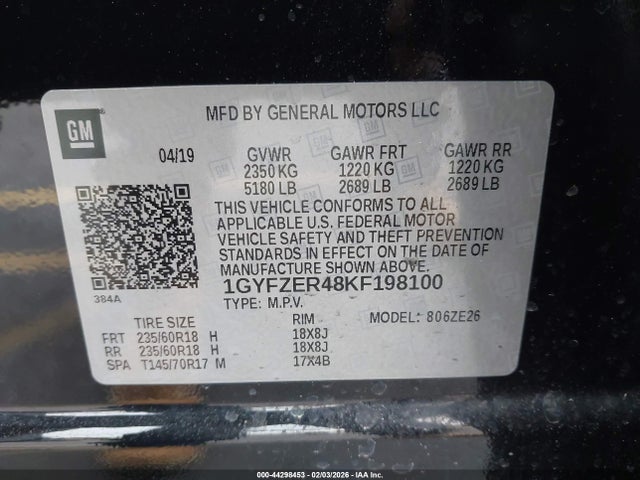 GM
MFD BY GENERAL MOTORS LLC
04/19 GVWR GAWR FRT GAWR RR
2350 KG 1220 KG 1220 KG
5180 LB 2689 LB 2689 LB
THIS VEHICLE CONFORMS TO ALL
APPLICABLE U.S. FEDERAL MOTOR
VEHICLE SAFETY AND THEFT PREVENTION
STANDARDS IN EFFECT ON THE DATE OF
MANUFACTURE SHOWN ABOVE.
384A
1GYFZER48KF198100
TYPE: M.P.V.
TIRE SIZE RIM MODEL: 806ZE26
FRT 235/60R18 H 18X8J
RR 235/60R18 H 18X8J
SPA T145/70R17 M 17X4B
000-44298453 - 02/03/2026 - IAAI.COM